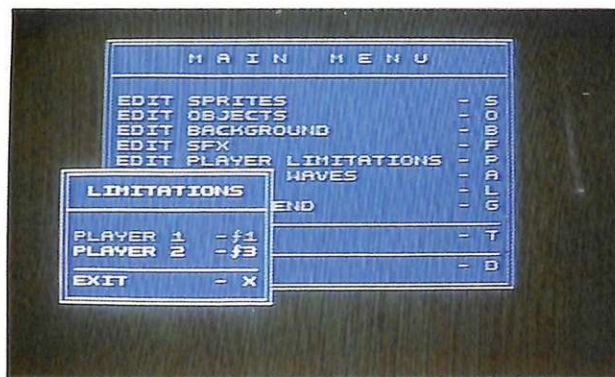 MAIN MENU
EDIT SPRITES - S
EDIT OBJECTS - O
EDIT BACKGROUND - B
EDIT SFX - F
EDIT PLAYER LIMITATIONS - P
WAVES - A
- L
END - G
- T
- D
LIMITATIONS
PLAYER 1 -f1
PLAYER 2 -f3
EXIT - X